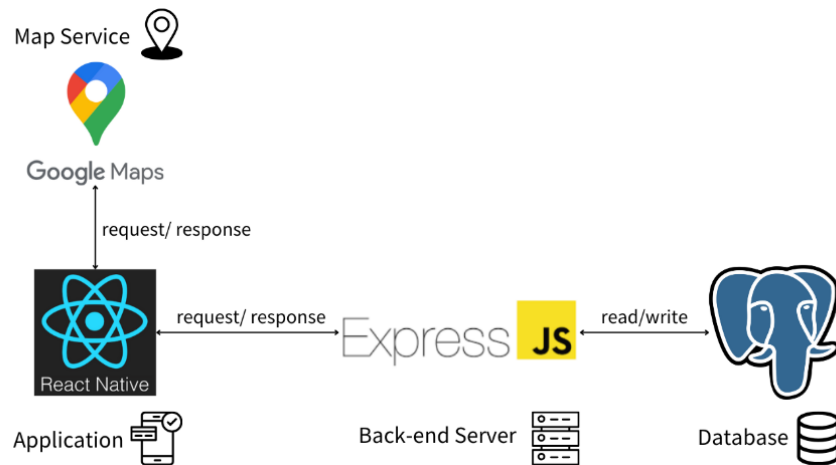 Map Service
Google Maps
request/ response
request/ response
Express JS
read/write
React Native
Application
Back-end Server
Database